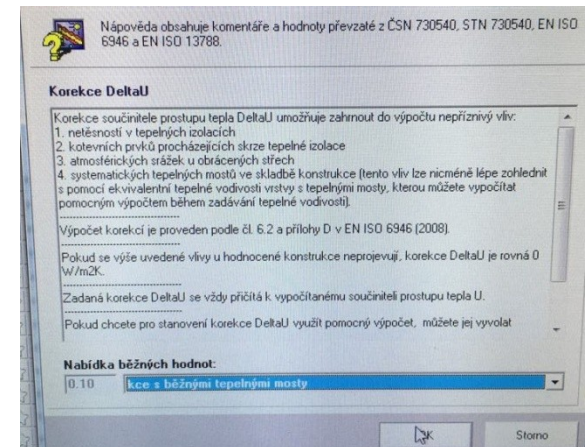 Nápověda obsahuje komentáře a hodnoty převzaté z ČSN 730540, STN 730540, EN ISO
6946 a EN ISO 13788.
Korekce DeltaU
Korekce součinitele prostupu tepla DeltaU umožňuje zahrnout do výpočtu nepříznivý vliv:
1. netěsností v tepelných izolacích
2. kotevních prvků procházejících skrze tepelné izolace
3. atmosférických srážek u obrácených střech
4. systematických tepelných mostů ve skladbě konstrukce (tento vliv lze nicméně lépe zohlednit
s pomocí ekvivalentní tepelné vodivosti vrstvy s tepelnými mosty, kterou můžete vypočítat
pomocným výpočtem během zadávání tepelné vodivosti).
Výpočet korekcí je proveden podle čl. 6.2 a přílohy D v EN ISO 6946 (2008).
Pokud se výše uvedené vlivy u hodnocené konstrukce neprojevují, korekce DeltaU je rovná 0
W/m2K.
Zadaná korekce DeltaU se vždy přičítá k vypočítanému součiniteli prostupu tepla U.
Pokud chcete pro stanovení korekce DeltaU využít pomocný výpočet, můžete jej vyvolat
Nabídka běžných hodnot:
0.10 kce s běžnými tepelnými mosty
Storno